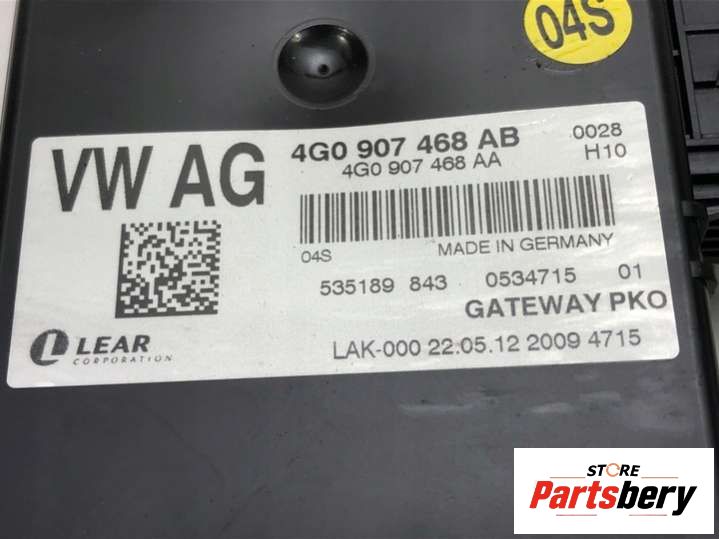 04S
VW AG
4G0 907 468 AB
0028
4G0 907 468 AA
H10
04S
MADE IN GERMANY
535189 843 0534715 01
GATEWAY PKO
LEAR
CORPORATION
LAK-000 22.05.12 2009 4715
STORE
Partsbery